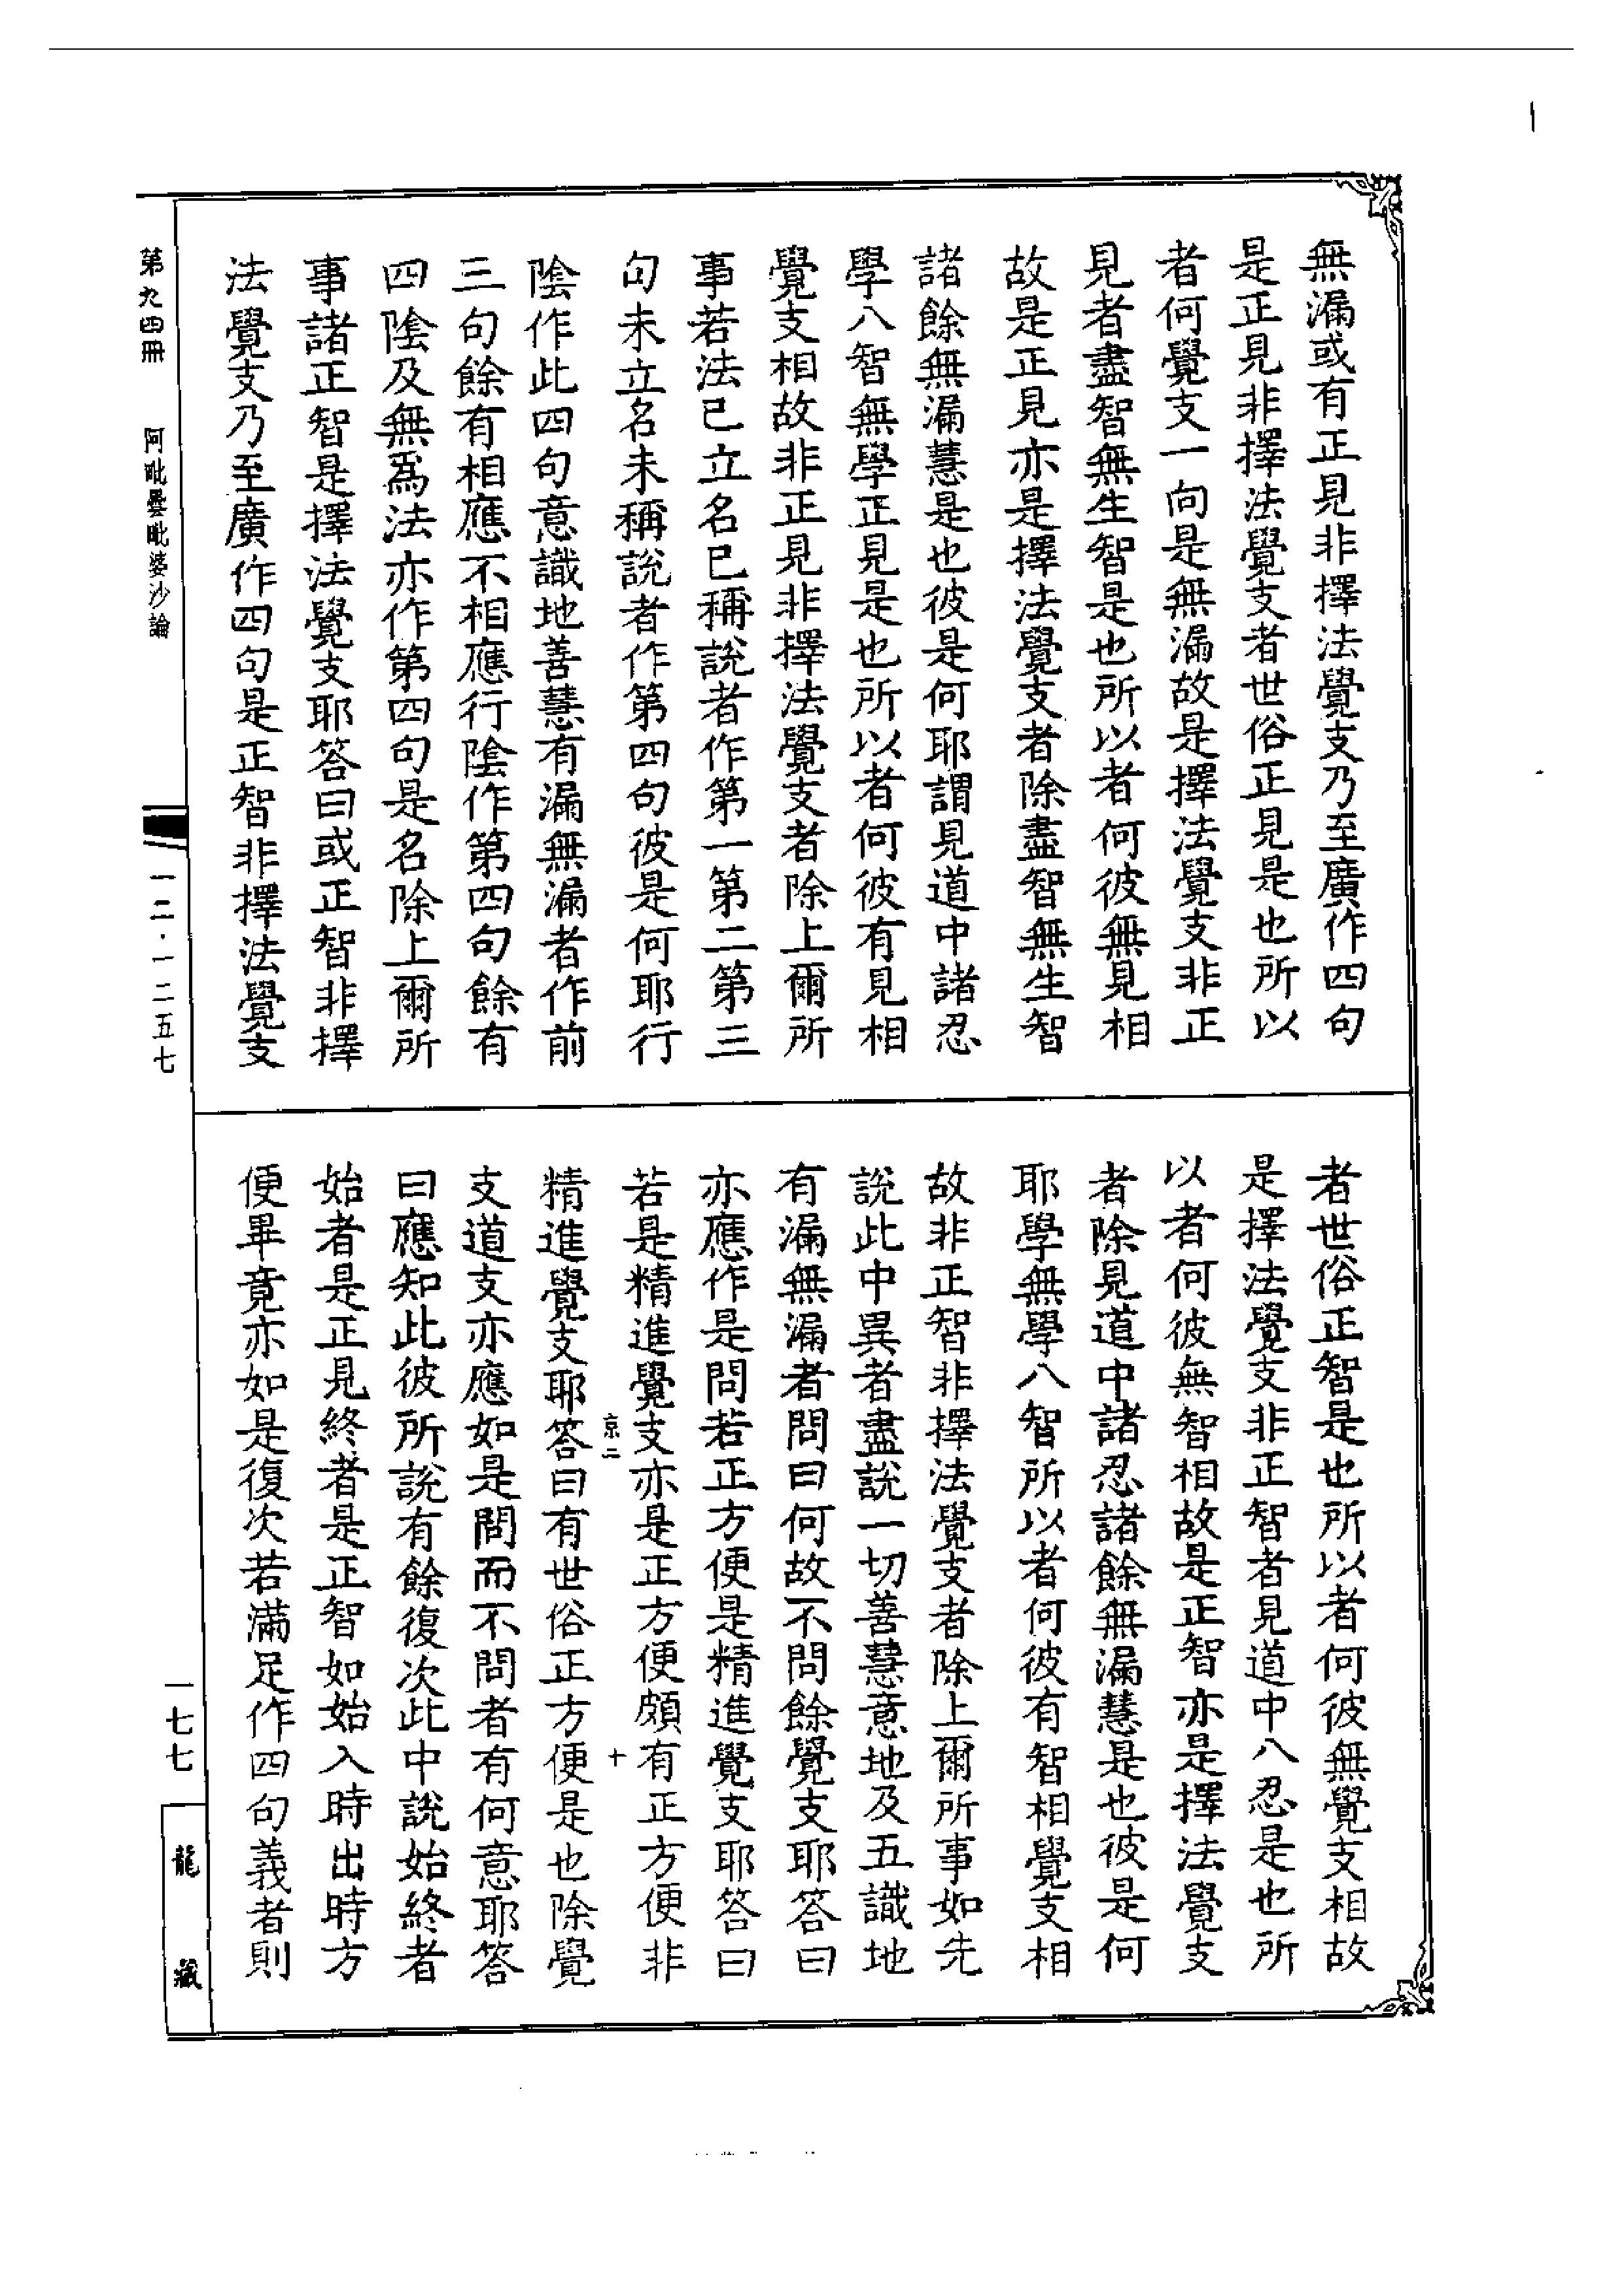 無漏或有正見非擇法覺支乃至廣作四句
是正見非擇法覺支者世俗正見是也所以
者何覺支一向是無漏故是擇法覺支非正
見者盡智無生智是也所以者何彼無見相
故是正見亦是擇法覺支者除盡智無生智
諸餘無漏慧是也彼是何耶謂見道中諸忍
學八智無學正見是也所以者何彼有見相
覺支相故非正見非擇法覺支者除上爾所
事若法已立名已稱說者作第一第二第三
句未立名未稱說者作第四句彼是何耶行
陰作此四句意識地善慧有漏無漏者作前
三句餘有相應不相應行陰作第四句餘有
四陰及無爲法亦作第四句是名除上爾所
事諸正智是擇法覺支耶答曰或正智非擇
法覺支乃至廣作四句是正智非擇法覺支
者世俗正智是也所以者何彼無覺支相故
是擇法覺支非正智者見道中八忍是也所
以者何彼無智相故是正智亦是擇法覺支
者除見道中諸忍諸餘無漏慧是也彼是何
耶學無學八智所以者何彼有智相覺支相
故非正智非擇法覺支者除上爾所事如先
說此中異者盡說一切善慧意地及五識地
有漏無漏者問曰何故不問餘覺支耶答曰
亦應作是問若正方便是精進覺支耶答曰
若是精進覺支亦是正方便頗有正方便非
京二 十
精進覺支耶答曰有世俗正方便是也除覺
支道支亦應如是問而不問者有何意耶答
曰應知此彼所說有餘復次此中說始終者
始者是正見終者是正智如始入時出時方
便畢竟亦如是復次若滿足作四句義者則
第九四冊 阿毗曇毗婆沙論 一二·一二五七
一七七 龍藏